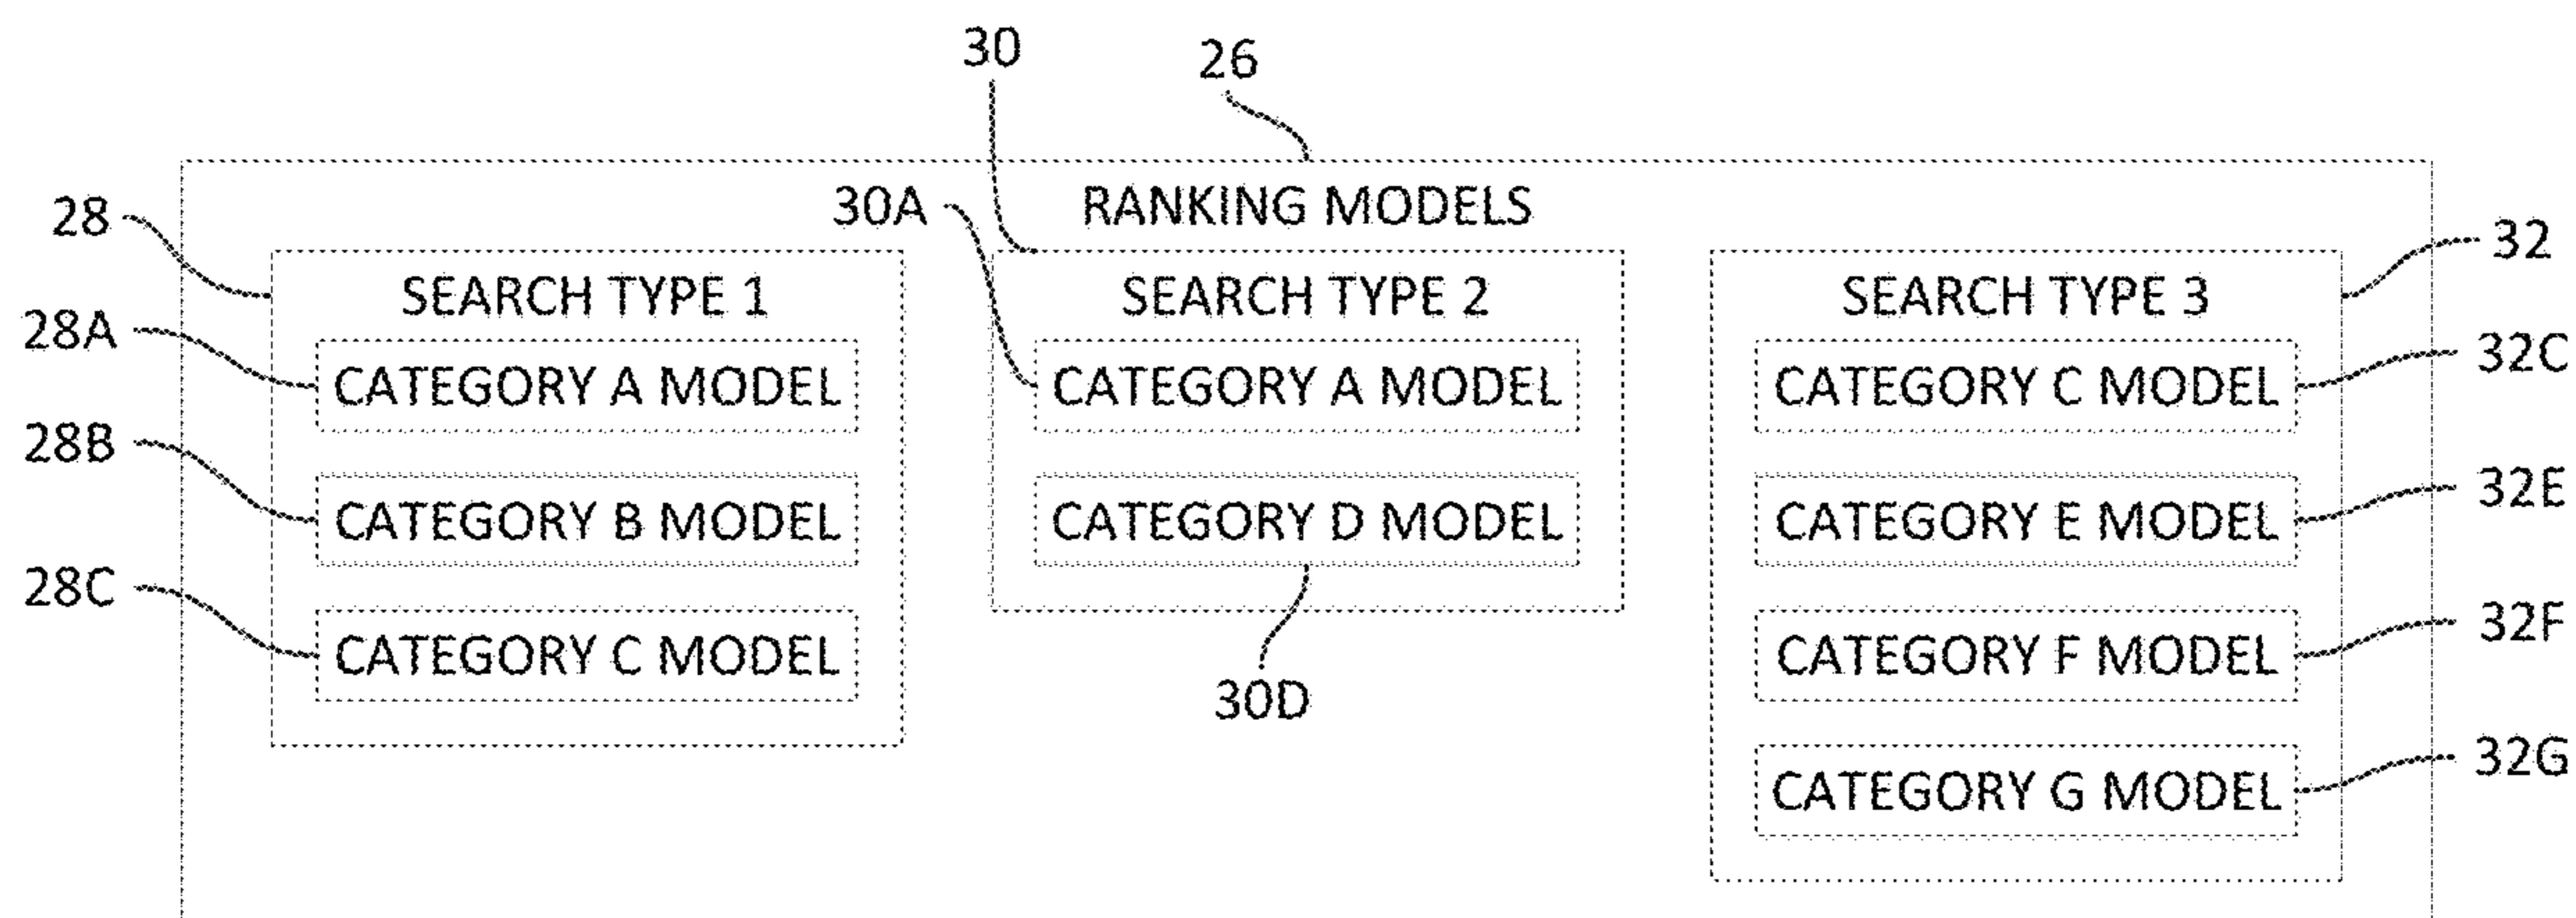 30
26
RANKING MODELS
28
30A
32
SEARCH TYPE 1
28A
CATEGORY A MODEL
28B
CATEGORY B MODEL
28C
CATEGORY C MODEL
SEARCH TYPE 2
CATEGORY A MODEL
CATEGORY D MODEL
30D
SEARCH TYPE 3
CATEGORY C MODEL
32C
CATEGORY E MODEL
32E
CATEGORY F MODEL
32F
CATEGORY G MODEL
32G